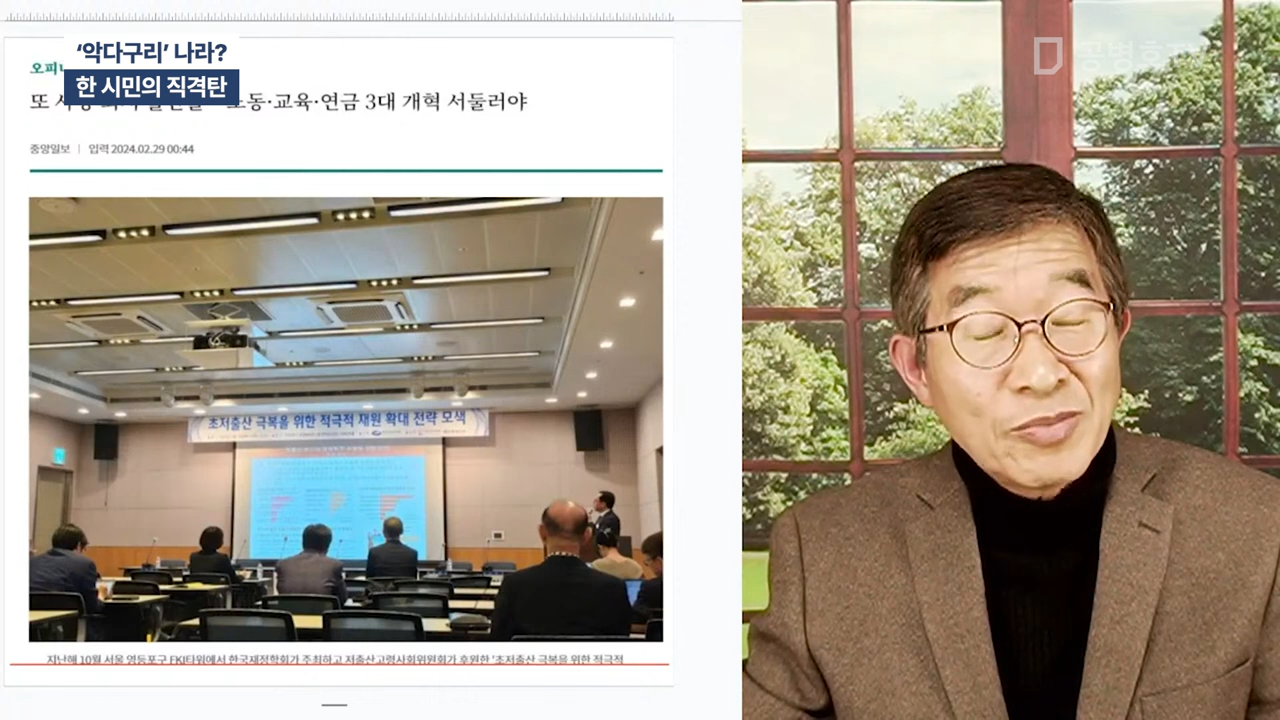 ‘악다구리’ 나라?
한 시민의 직격탄
공병호TV
노동·교육·연금 3대 개혁 서둘러야
중앙일보 | 입력 2024.02.29 00:44
초저출산 극복을 위한 적극적 재원 확대 전략 모색
지난해 10월 서울 영등포구 FKI타워에서 한국재정학회가 주최하고 저출산고령사회위원회가 후원한 '초저출산 극복을 위한 적극적